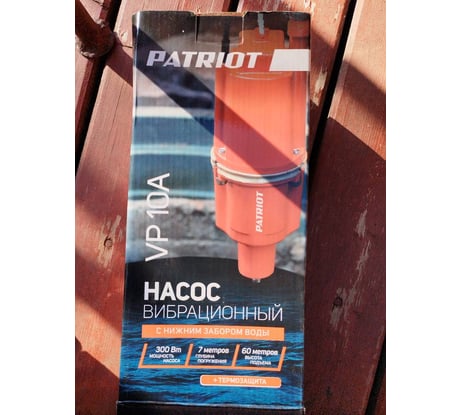 PATRIOT
PATRIOT
VP 10A
НАСОС
ВИБРАЦИОННЫЙ
С НИЖНИМ ЗАБОРОМ ВОДЫ
300 Вт
МОЩНОСТЬ
НАСОСА
7 метров
ГЛУБИНА
ПОГРУЖЕНИЯ
60 метров
ВЫСОТА
ПОДЪЕМА
+ ТЕРМОЗАЩИТА